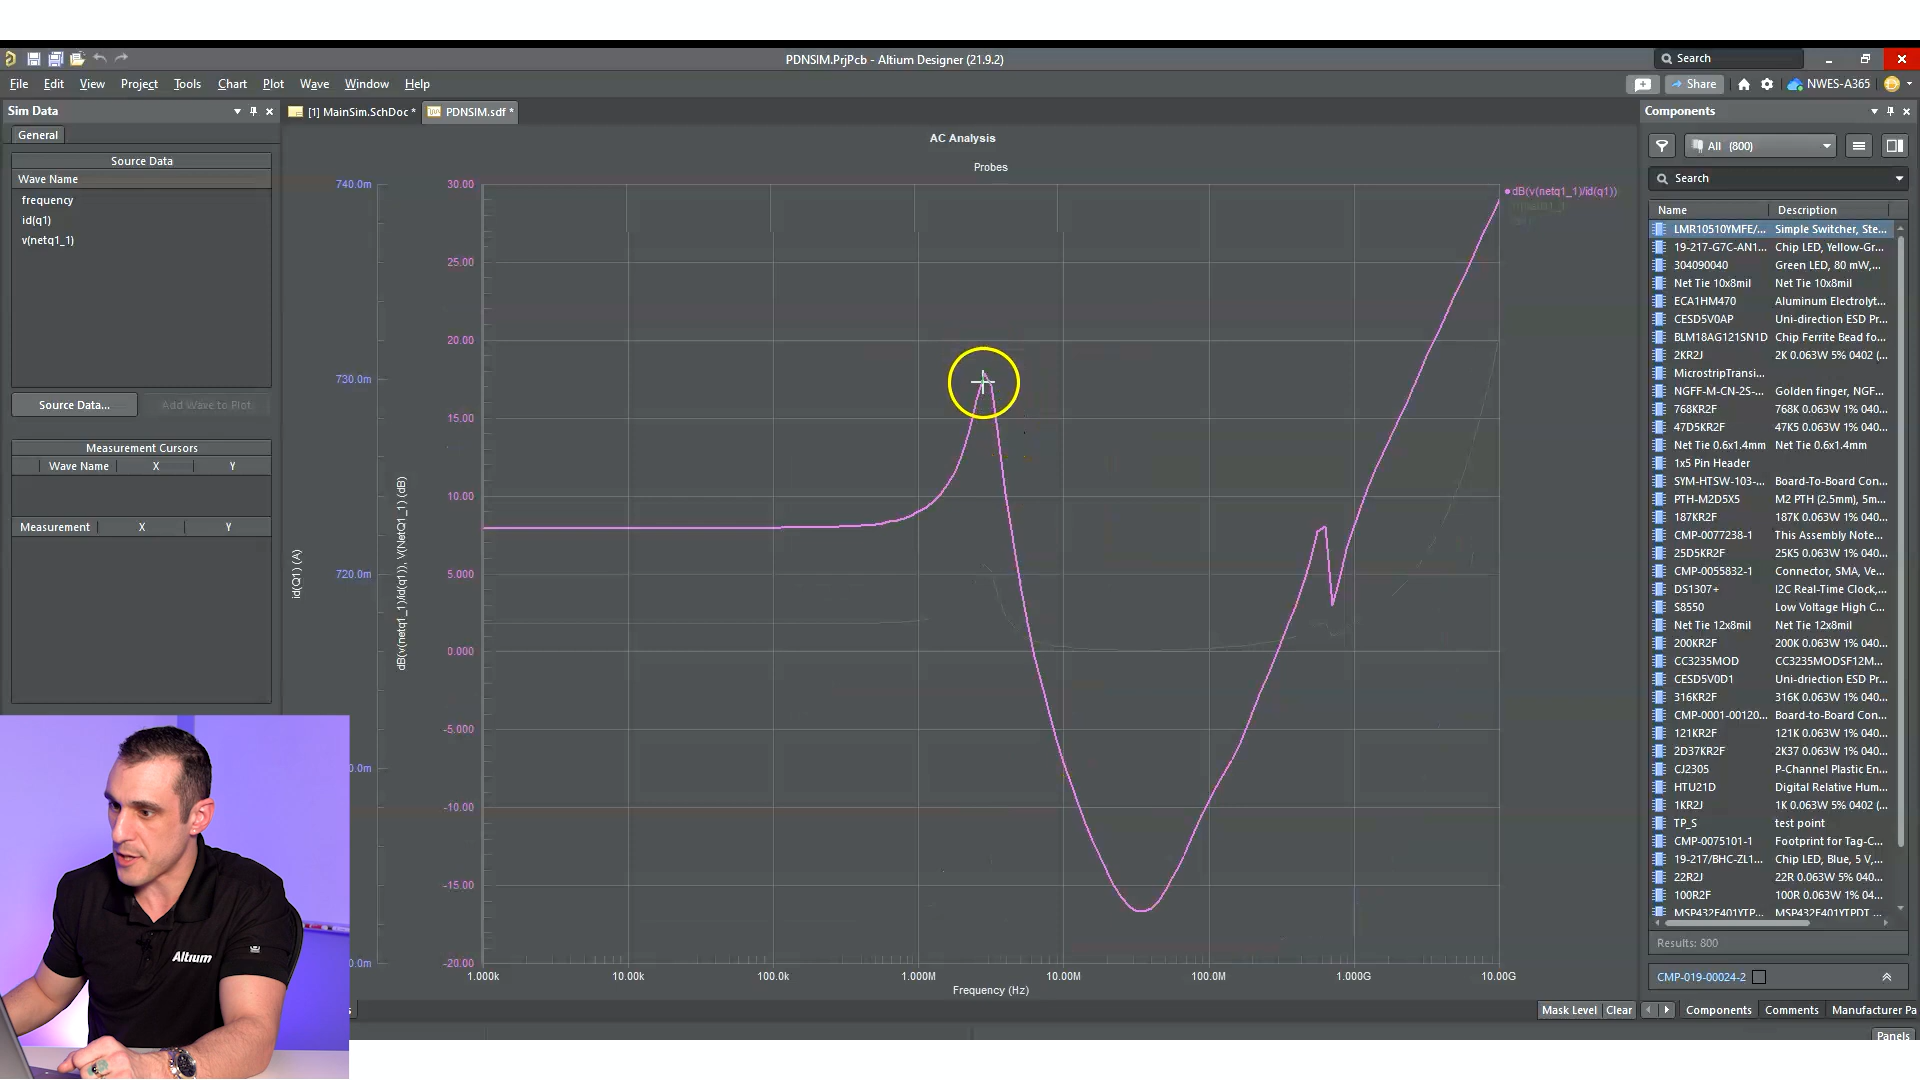 PDNSIM.PrjPcb - Altium Designer (21.9.2)
Search
File Edit View Project Tools Chart Plot Wave Window Help
Share
NWES-A365
Sim Data
General
Source Data
Wave Name
frequency
id(q1)
v(netq1_1)
Source Data...
Add Wave to Plot
Measurement Cursors
Wave Name X Y
Measurement X Y
[1] MainSim.SchDoc *
PDNSIM.sdf *
AC Analysis
Probes
dB(v(netq1_1)/id(q1))
740.0m
730.0m
720.0m
0.0m
0.0m
id(Q1) (A)
dB(v(netq1_1)/id(q1)), V(NetQ1_1) (dB)
30.00
25.00
20.00
15.00
10.00
5.000
0.000
-5.000
-10.00
-15.00
-20.00
1.000k 10.00k 100.0k 1.000M 10.00M 100.0M 1.000G 10.00G
Frequency (Hz)
Mask Level Clear
Altium
Components
All (800)
Search
Name Description
LMR10510YMFE/... Simple Switcher, Ste...
19-217-G7C-AN1... Chip LED, Yellow-Gr...
304090040 Green LED, 80 mW,...
Net Tie 10x8mil Net Tie 10x8mil
ECA1HM470 Aluminum Electrolyt...
CESD5V0AP Uni-direction ESD Pr...
BLM18AG121SN1D Chip Ferrite Bead fo...
2KR2J 2K 0.063W 5% 0402 (...
MicrostripTransi...
NGFF-M-CN-2S-... Golden finger, NGF...
768KR2F 768K 0.063W 1% 040...
47D5KR2F 47K5 0.063W 1% 040...
Net Tie 0.6x1.4mm Net Tie 0.6x1.4mm
1x5 Pin Header
SYM-HTSW-103-... Board-To-Board Con...
PTH-M2D5X5 M2 PTH (2.5mm), 5m...
187KR2F 187K 0.063W 1% 040...
CMP-0077238-1 This Assembly Note...
25D5KR2F 25K5 0.063W 1% 040...
CMP-0055832-1 Connector, SMA, Ve...
DS1307+ I2C Real-Time Clock,...
S8550 Low Voltage High C...
Net Tie 12x8mil Net Tie 12x8mil
200KR2F 200K 0.063W 1% 040...
CC3235MOD CC3235MODSF12M...
CESD5V0D1 Uni-driection ESD Pr...
316KR2F 316K 0.063W 1% 040...
CMP-0001-00120... Board-to-Board Con...
121KR2F 121K 0.063W 1% 040...
2D37KR2F 2K37 0.063W 1% 040...
CJ2305 P-Channel Plastic En...
HTU21D Digital Relative Hum...
1KR2J 1K 0.063W 5% 0402 (...
TP_S test point
CMP-0075101-1 Footprint for Tag-C...
19-217/BHC-ZL1... Chip LED, Blue, 5 V,...
22R2J 22R 0.063W 5% 040...
100R2F 100R 0.063W 1% 04...
MSP432E401YTP... MSP432E401YTPDT ...
Results: 800
CMP-019-00024-2
Components Comments Manufacturer Pa
Panels